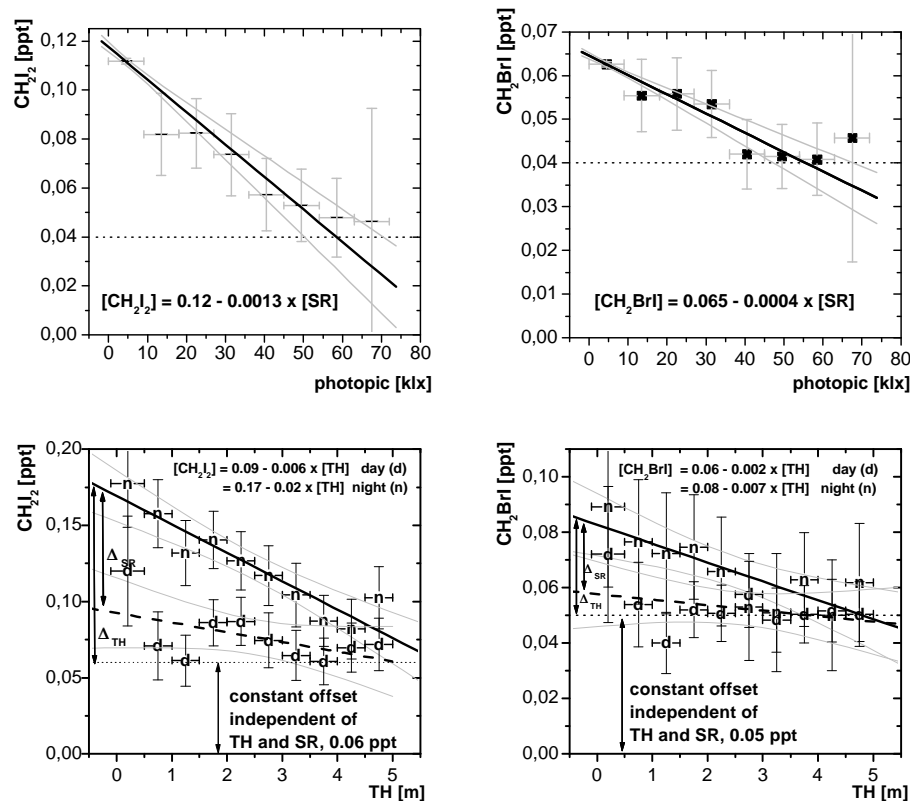 CH₂I₂ [ppt]
0,12
0,10
0,08
0,06
0,04
0,02
0,00
[CH₂I₂] = 0.12 - 0.0013 x [SR]
0 10 20 30 40 50 60 70 80
photopic [klx]
CH₂BrI [ppt]
0,07
0,06
0,05
0,04
0,03
0,02
0,01
0,00
[CH₂BrI] = 0.065 - 0.0004 x [SR]
0 10 20 30 40 50 60 70 80
photopic [klx]
CH₂I₂ [ppt]
0,20
0,15
0,10
0,05
0,00
[CH₂I₂] = 0.09 - 0.006 x [TH] day (d)
= 0.17 - 0.02 x [TH] night (n)
n n n n n n n n n n
d d d d d d d d d d
Δ SR
Δ TH
constant offset
independent of
TH and SR, 0.06 ppt
0 1 2 3 4 5
TH [m]
CH₂BrI [ppt]
0,10
0,08
0,06
0,04
0,02
0,00
[CH₂BrI] = 0.06 - 0.002 x [TH] day (d)
= 0.08 - 0.007 x [TH] night (n)
n n n n n n n n n n
d d d d d d d d d d
Δ SR
Δ TH
constant offset
independent of
TH and SR, 0.05 ppt
0 1 2 3 4 5
TH [m]